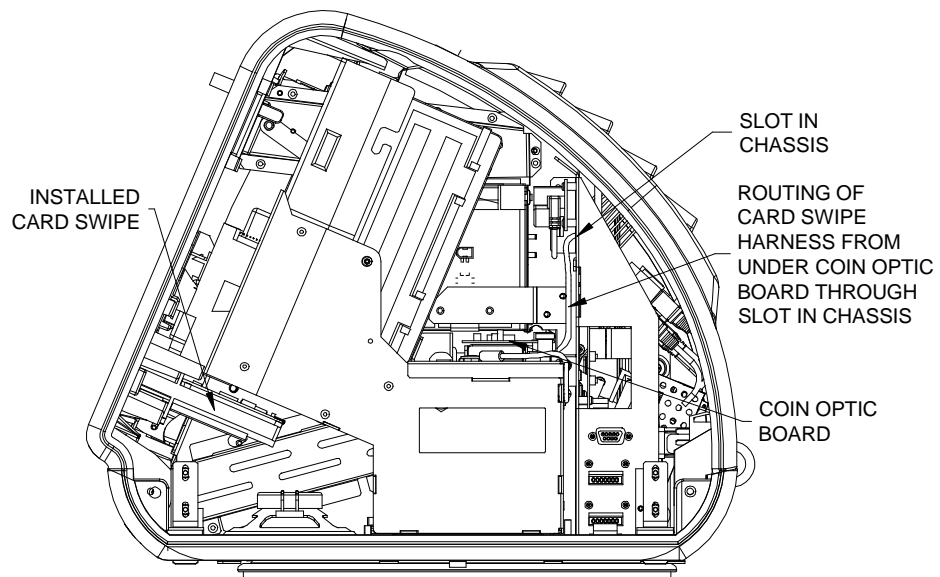 SLOT IN
CHASSIS
INSTALLED
CARD SWIPE
ROUTING OF
CARD SWIPE
HARNESS FROM
UNDER COIN OPTIC
BOARD THROUGH
SLOT IN CHASSIS
COIN OPTIC
BOARD